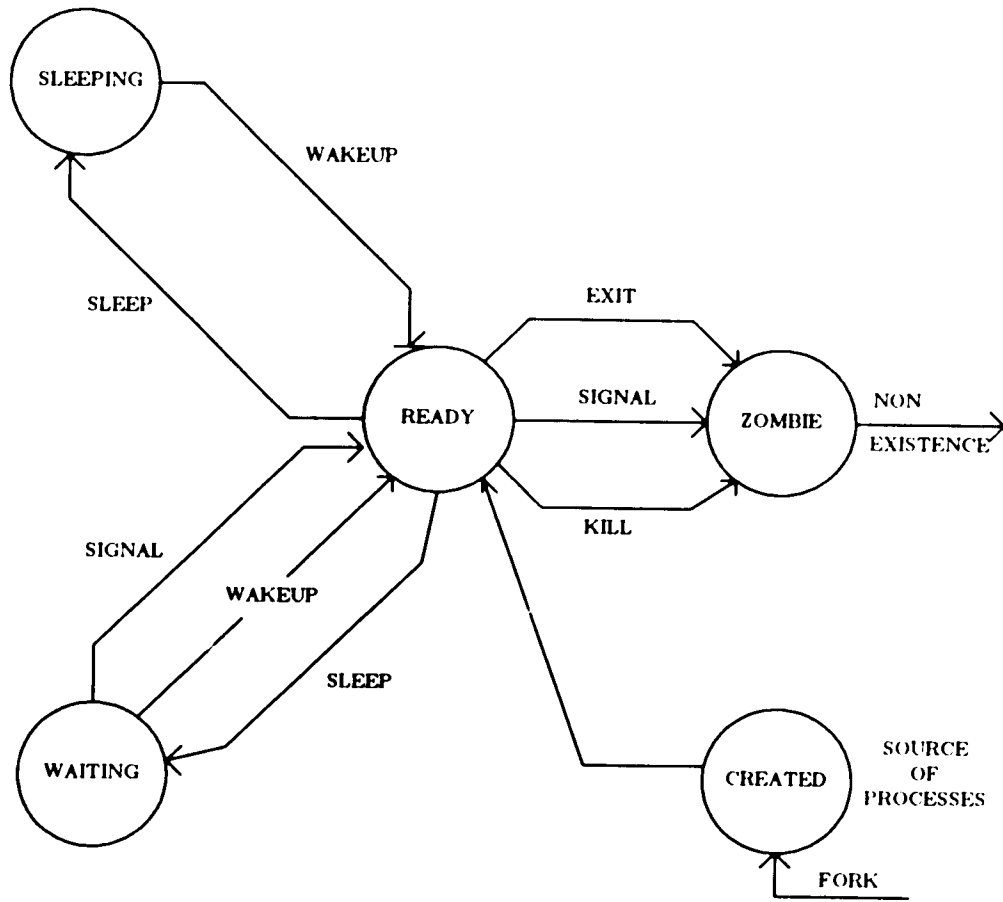 SLEEPING
WAKEUP
SLEEP
EXIT
READY
SIGNAL
ZOMBIE
NON
EXISTENCE
KILL
SIGNAL
WAKEUP
SLEEP
WAITING
CREATED
SOURCE
OF
PROCESSES
FORK